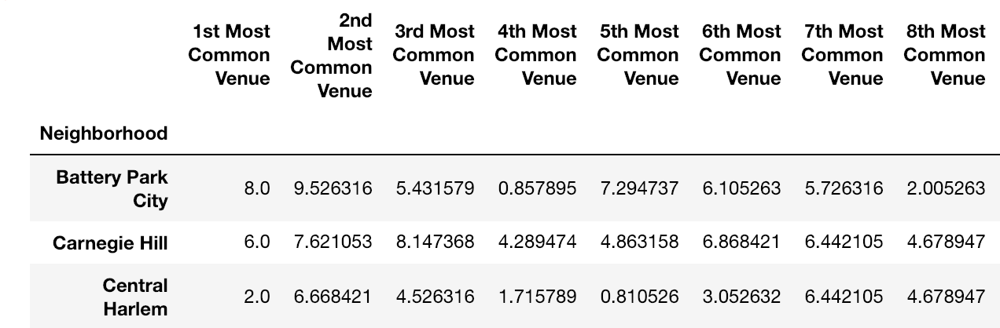 1st Most Common Venue 2nd Most Common Venue 3rd Most Common Venue 4th Most Common Venue 5th Most Common Venue 6th Most Common Venue 7th Most Common Venue 8th Most Common Venue
Neighborhood
Battery Park City 8.0 9.526316 5.431579 0.857895 7.294737 6.105263 5.726316 2.005263
Carnegie Hill 6.0 7.621053 8.147368 4.289474 4.863158 6.868421 6.442105 4.678947
Central Harlem 2.0 6.668421 4.526316 1.715789 0.810526 3.052632 6.442105 4.678947